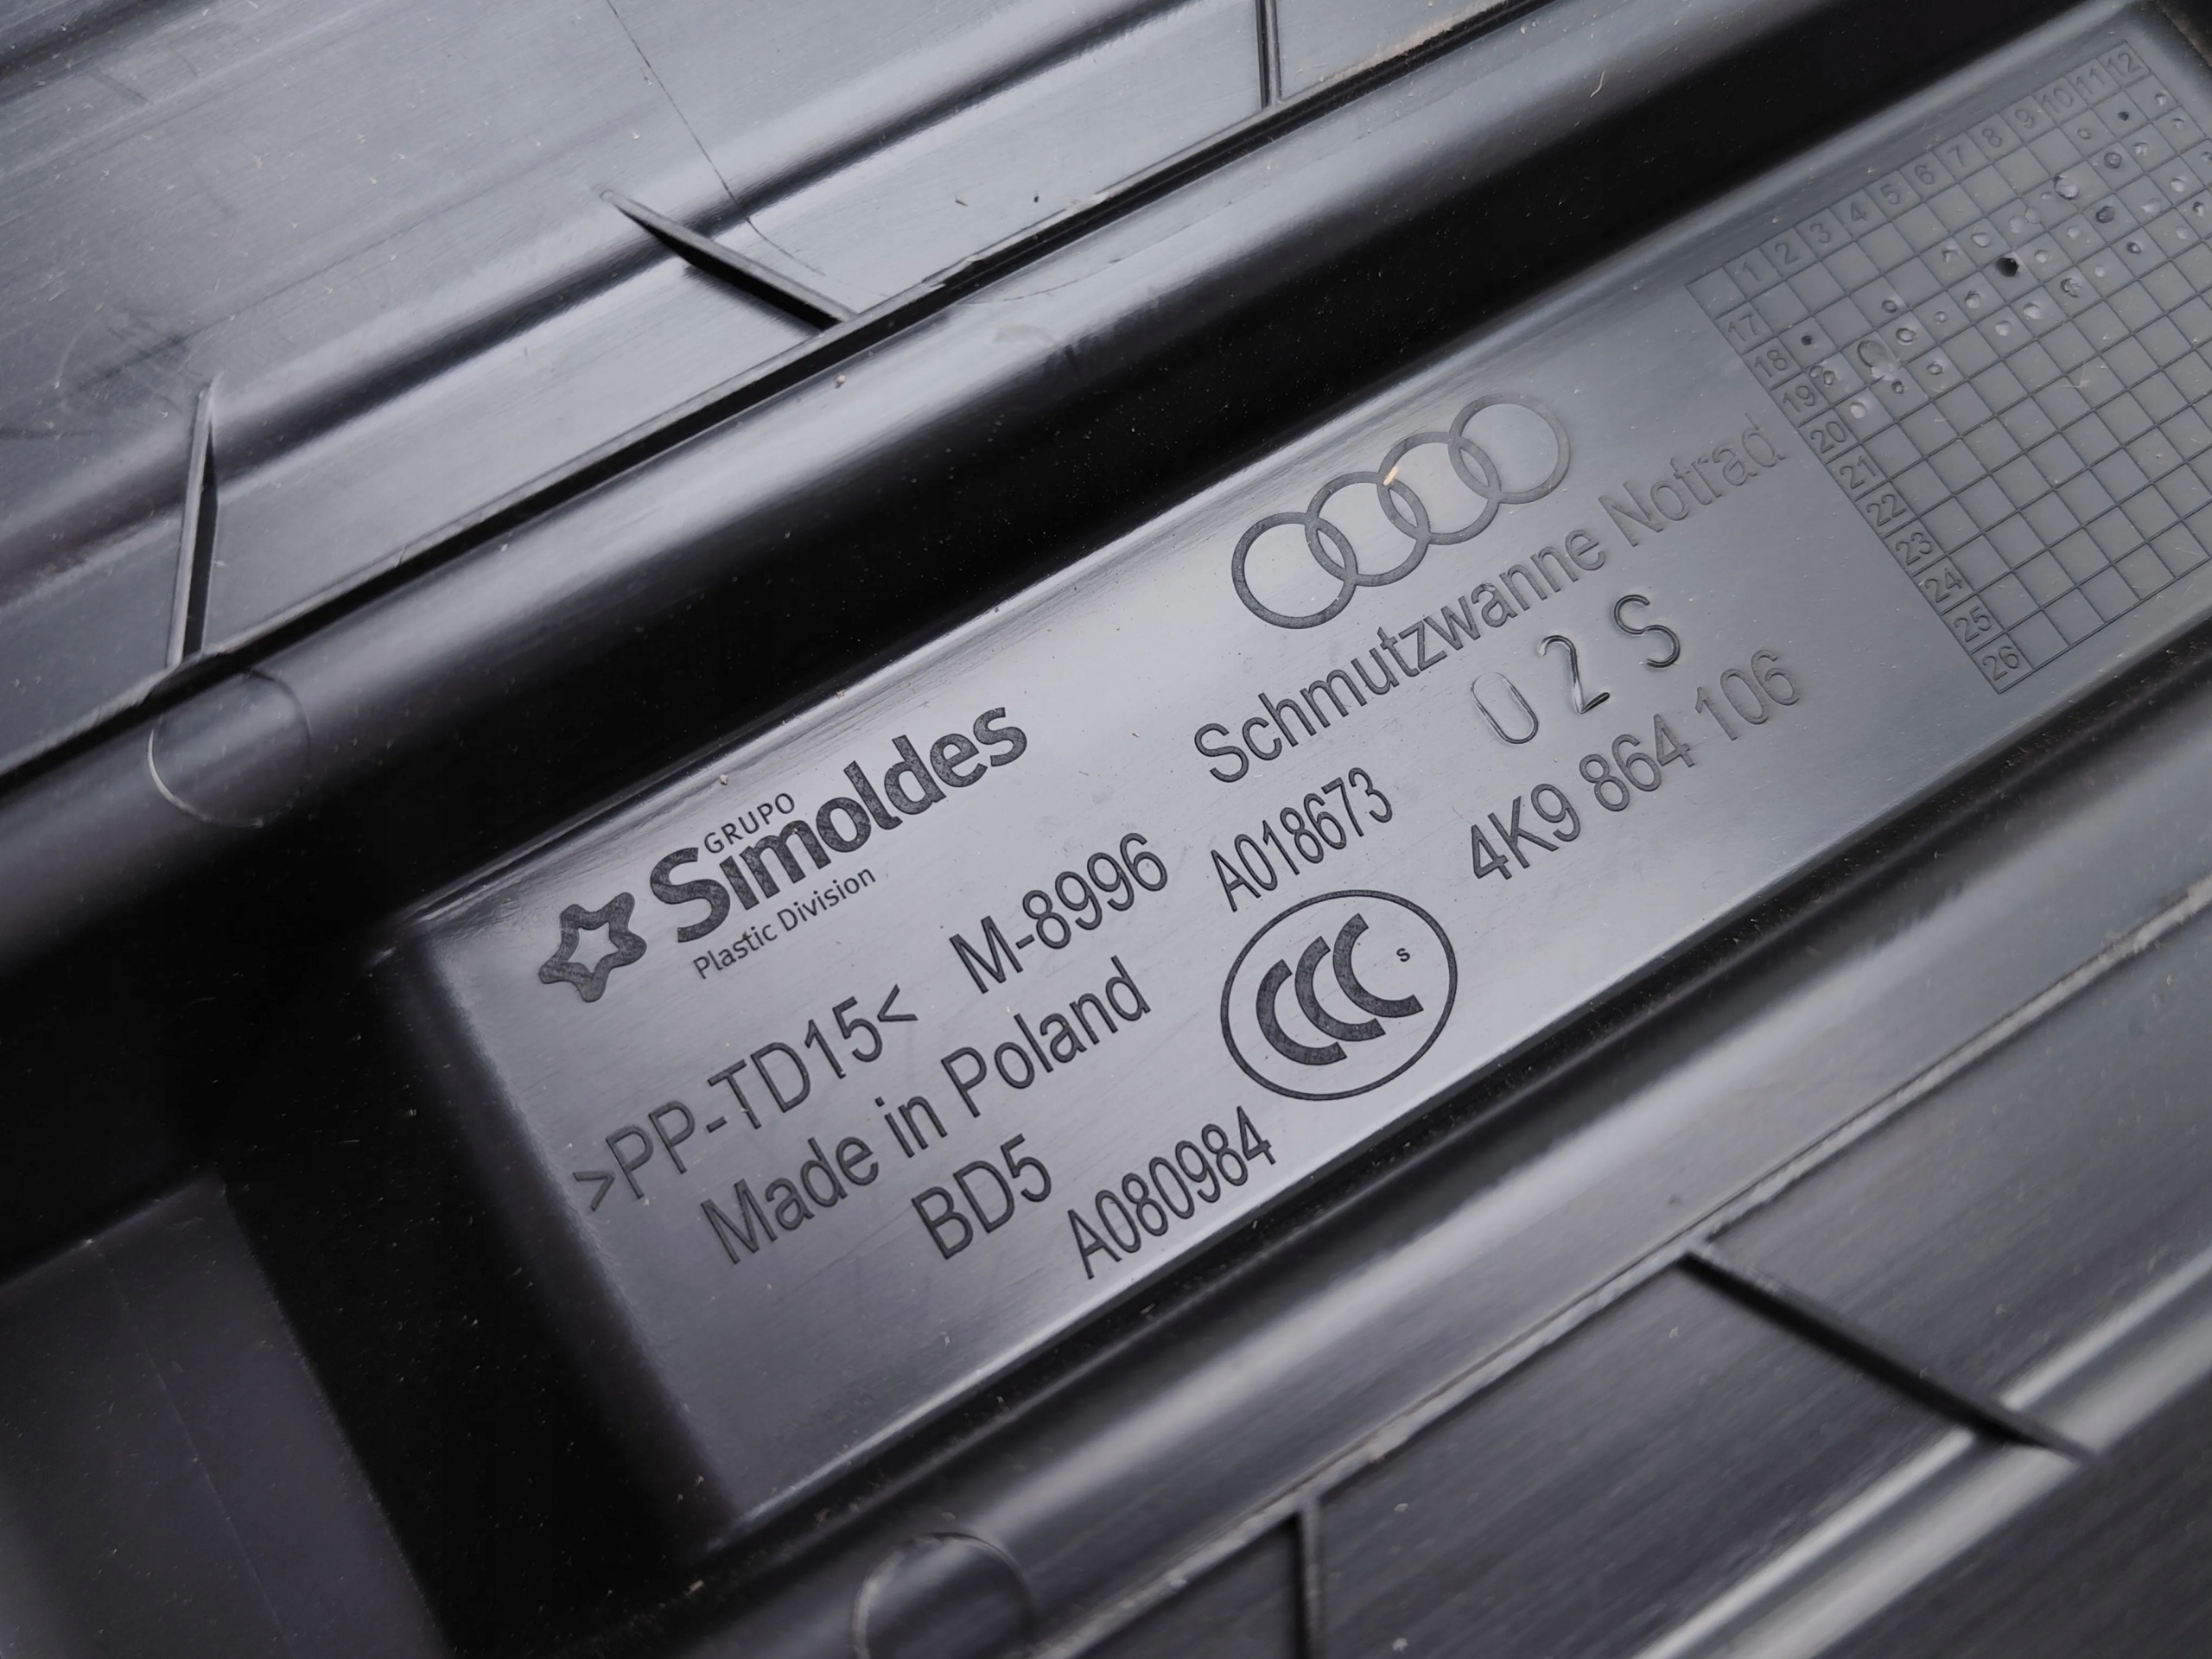 GRUPO
Simoldes
Plastic Division
>PP-TD15< M-8996
Made in Poland
BD5
A080984
Schmutzwanne Notrad
02S
A018673
4K9 864 106
CCC
S
1 2 3 4 5 6 7 8 9 10 11 12
17
18
19
20
21
22
23
24
25
26